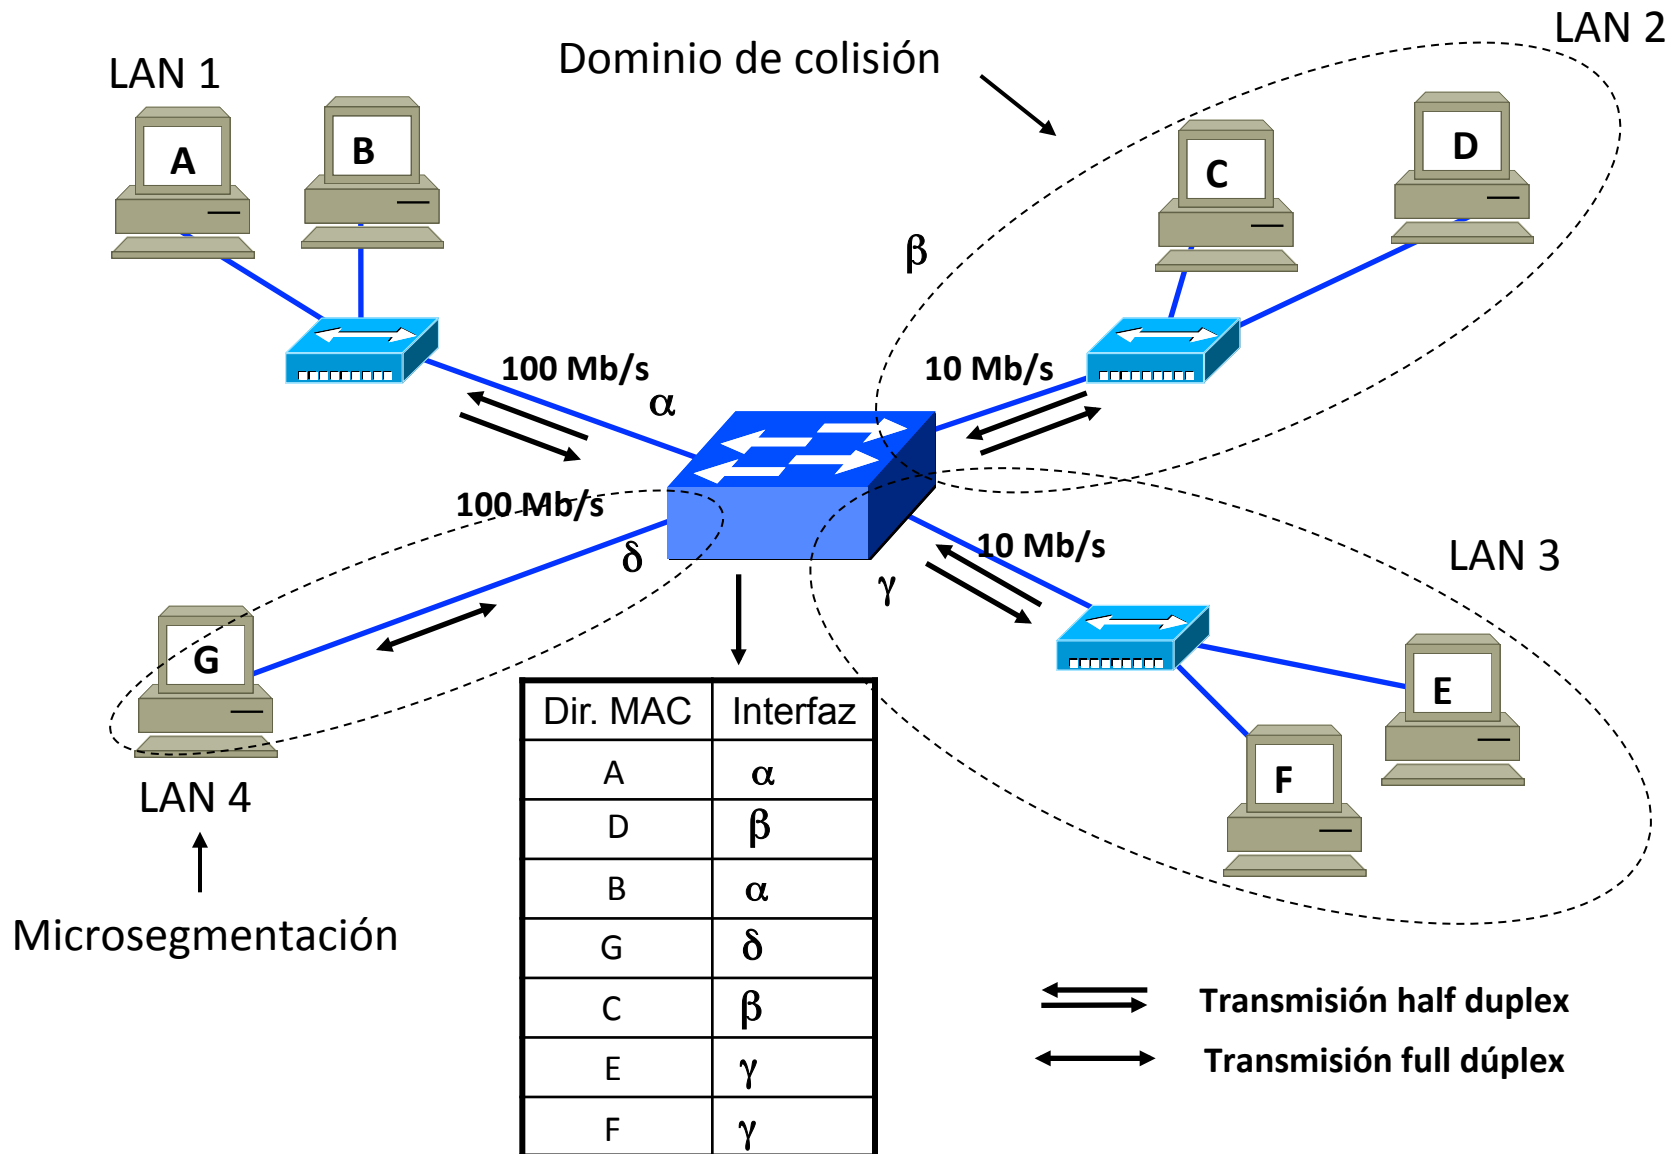 LAN 2
Dominio de colisión
LAN 1
A
B
C
D
β
100 Mb/s
α
10 Mb/s
100 Mb/s
δ
10 Mb/s
γ
LAN 3
G
E
F
LAN 4
Microsegmentación
Dir. MAC Interfaz
A α
D β
B α
G δ
C β
E γ
F γ
Transmisión half duplex
Transmisión full dúplex